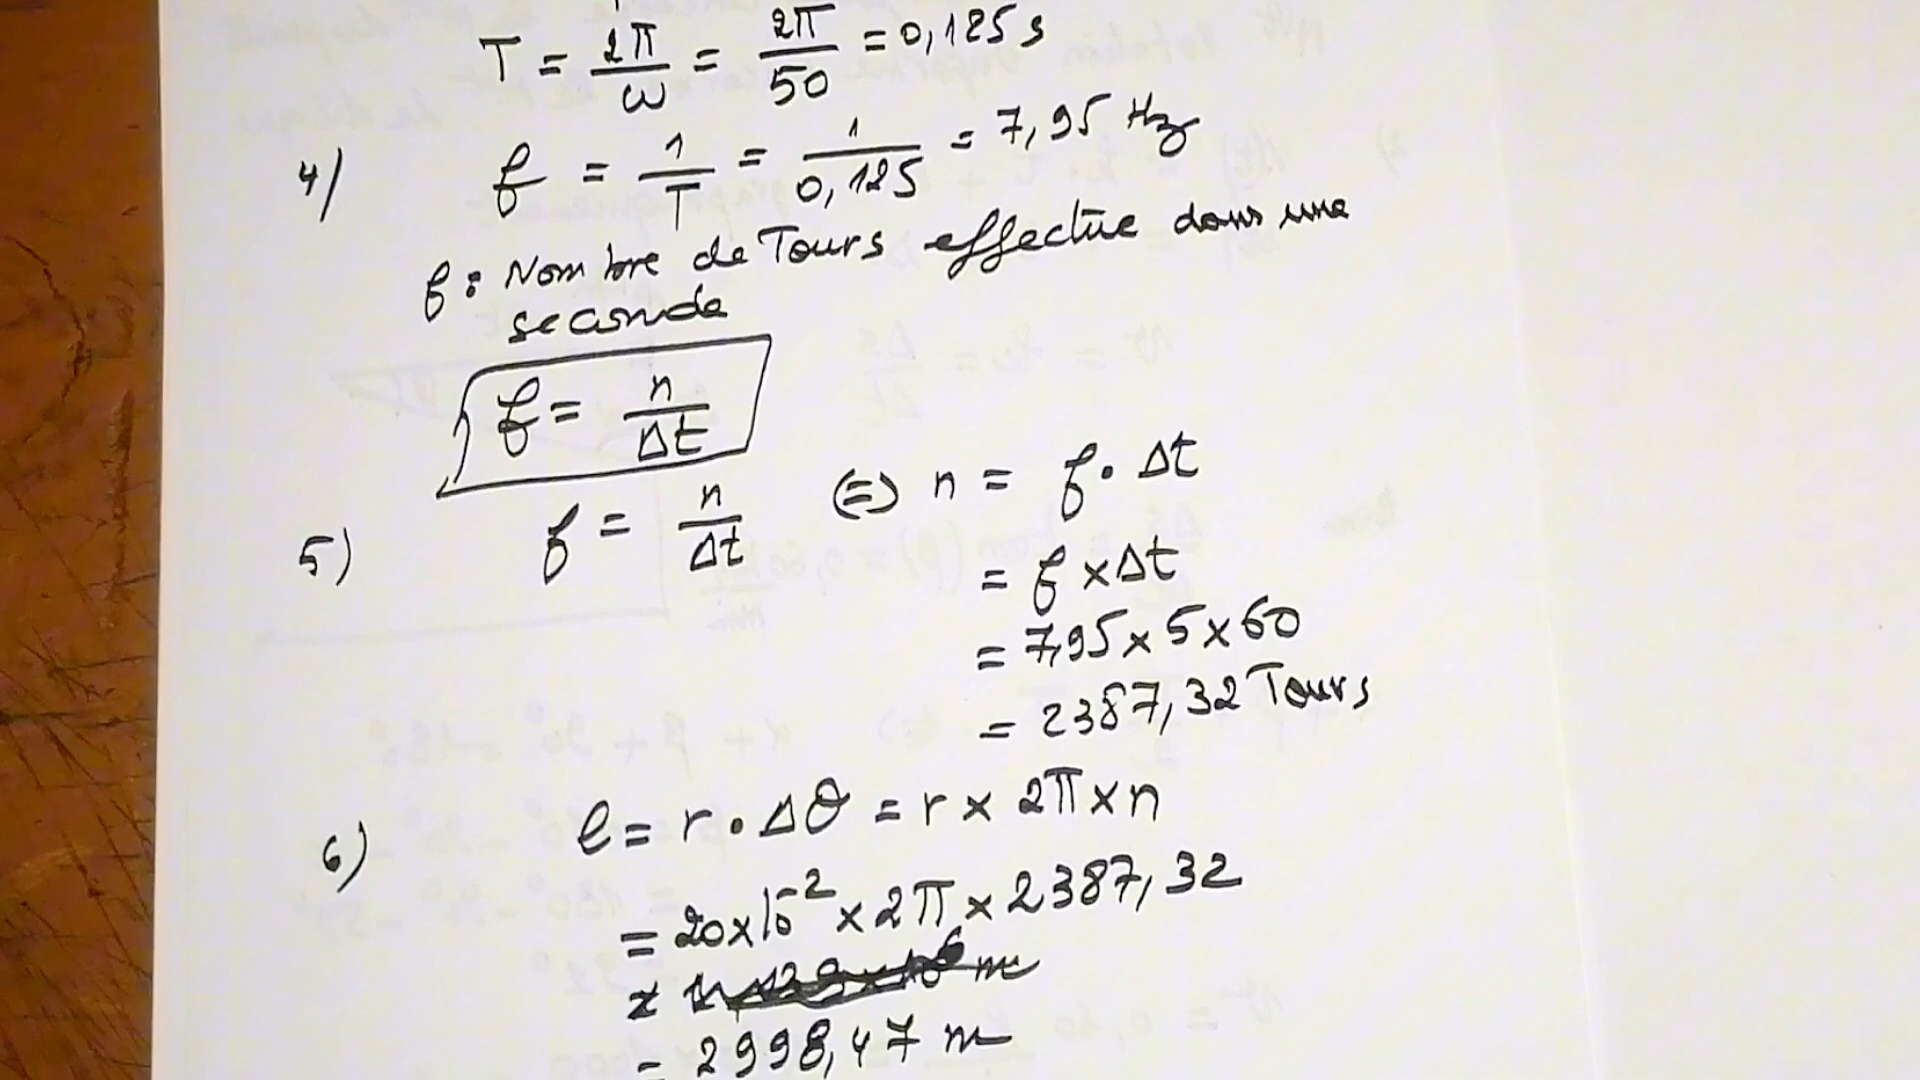 T = 2π/ω = 2π/50 = 0,125 s
4/ f = 1/T = 1/0,125 = 7,95 Hz
f : Nombre de Tours effectue dans une
seconde
f = n/Δt
5) f = n/Δt (=) n = f . Δt
= f × Δt
= 7,95 × 5 × 60
= 2387,32 Tours
6) l = r . Δθ = r × 2π × n
= 20 × 10⁻² × 2π × 2387,32
= 2998,47 m